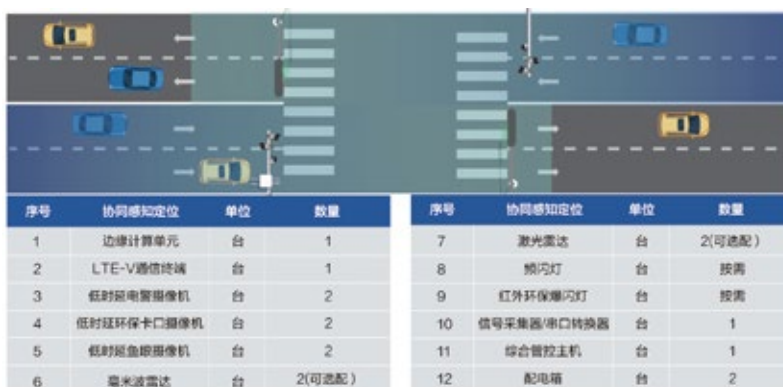 序号 协同感知定位 单位 数量
1 边缘计算单元 台 1
2 LTE-V通信终端 台 1
3 低时延电警摄像机 台 2
4 低时延环保卡口摄像机 台 2
5 低时延鱼眼摄像机 台 2
6 毫米波雷达 台 2(可选配)
序号 协同感知定位 单位 数量
7 激光雷达 台 2(可选配)
8 频闪灯 台 按需
9 红外环保爆闪灯 台 按需
10 信号采集器/串口转换器 台 1
11 综合管控主机 台 1
12 配电箱 台 2